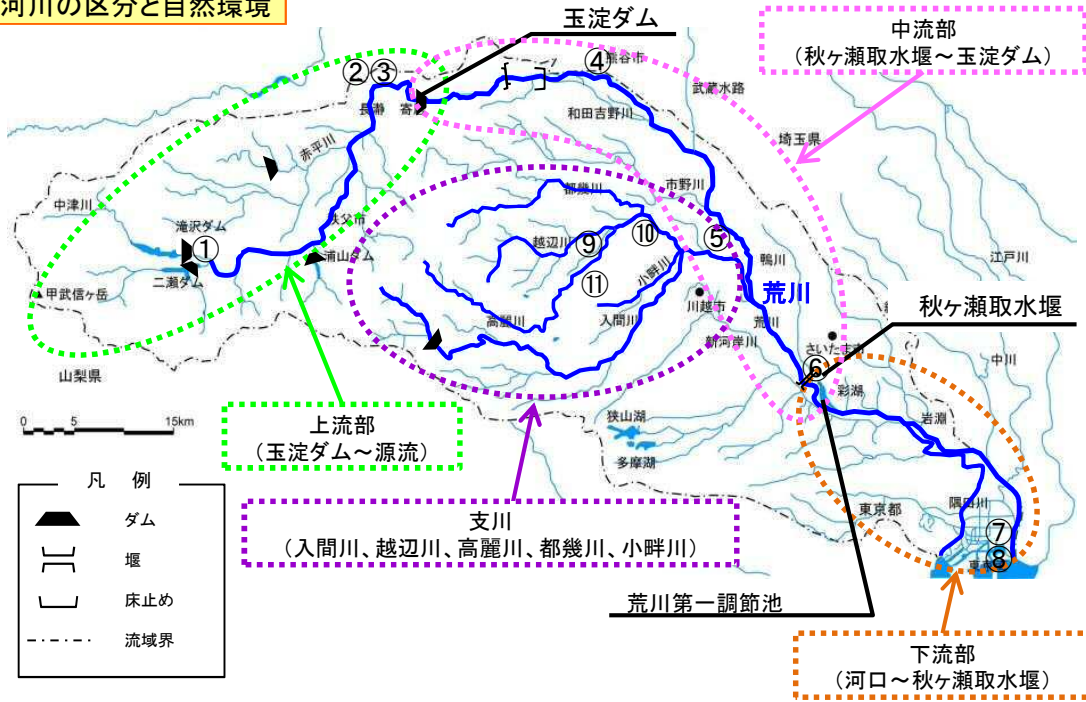 河川の区分と自然環境
玉淀ダム
中流部
(秋ヶ瀬取水堰～玉淀ダム)
②③
④
熊谷市
武蔵水路
長瀞
寄
和田吉野川
埼玉県
赤平川
都幾川
市野川
中津川
滝沢ダム
秩父市
①
越辺川
⑨
⑩
⑤
鴨川
江戸川
浦山ダム
二瀬ダム
⑪
小畔川
荒川
甲武信ヶ岳
川越市
高麗川
入間川
荒川
秋ヶ瀬取水堰
新河岸川
さいたま市
中川
山梨県
⑥
彩湖
0 5 15km
狭山湖
岩淵
上流部
(玉淀ダム～源流)
多摩湖
凡 例
ダム
堰
床止め
流域界
支川
(入間川、越辺川、高麗川、都幾川、小畔川)
東京都
隅田川
⑦
⑧
荒川第一調節池
下流部
(河口～秋ヶ瀬取水堰)